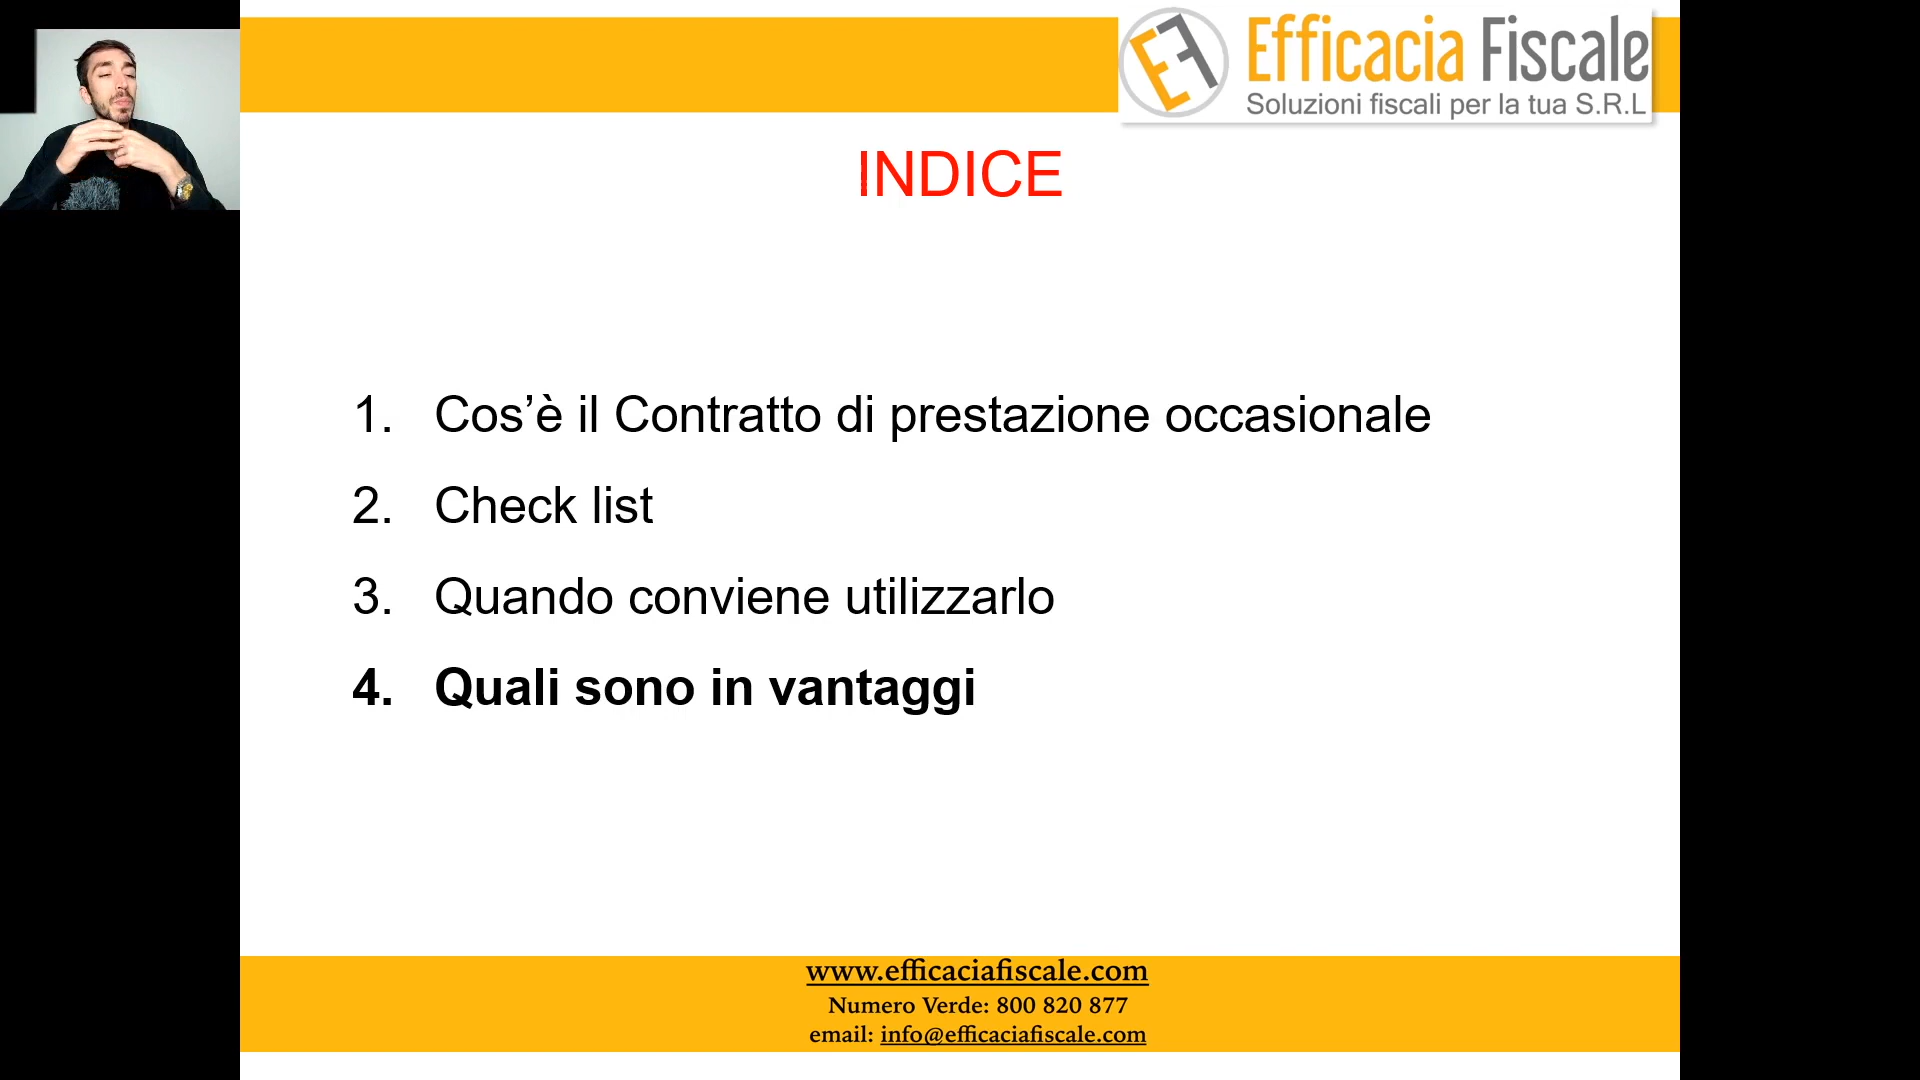 EF
Efficacia Fiscale
Soluzioni fiscali per la tua S.R.L
INDICE
1. Cos’è il Contratto di prestazione occasionale
2. Check list
3. Quando conviene utilizzarlo
4. Quali sono in vantaggi
www.efficaciafiscale.com
Numero Verde: 800 820 877
email: info@efficaciafiscale.com